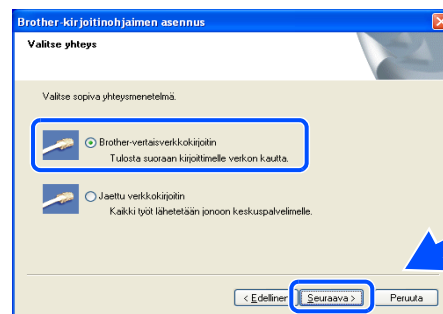 Brother-kirjoitinohjaimen asennus
Valitse yhteys
Valitse sopiva yhteysmenetelmä.
Brother-vertaisverkkokirjoitin
Tulosta suoraan kirjoittimelle verkon kautta.
Jaettu verkkokirjoitin
Kaikki työt lähetetään jonoon keskuspalvelimelle.
< Edellinen Seuraava > Peruuta